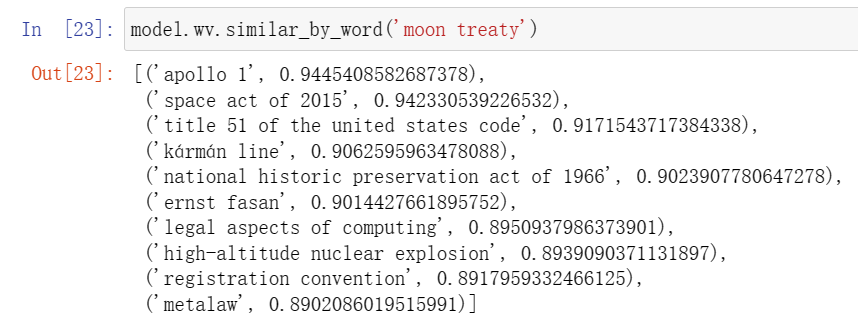 In [23]: model.wv.similar_by_word('moon treaty')
Out[23]: [('apollo 1', 0.9445408582687378),
('space act of 2015', 0.942330539226532),
('title 51 of the united states code', 0.9171543717384338),
('kármán line', 0.9062595963478088),
('national historic preservation act of 1966', 0.9023907780647278),
('ernst fasan', 0.9014427661895752),
('legal aspects of computing', 0.8950937986373901),
('high-altitude nuclear explosion', 0.8939090371131897),
('registration convention', 0.8917959332466125),
('metalaw', 0.8902086019515991)]